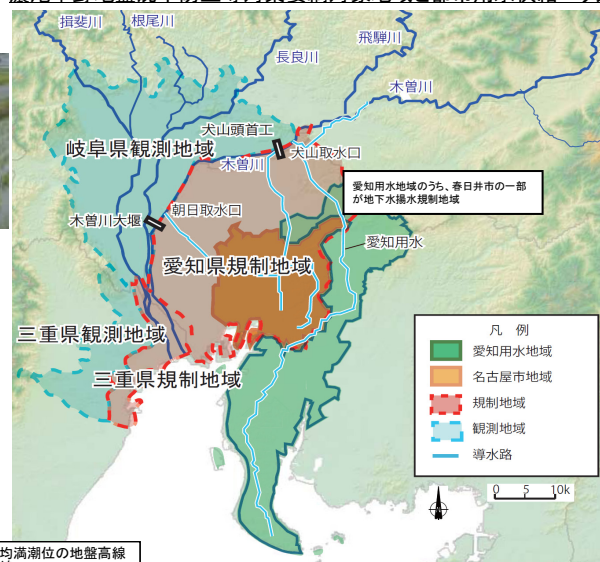 揖斐川
根尾川
長良川
飛騨川
木曽川
犬山頭首工
岐阜県観測地域
木曽川
犬山取水口
愛知用水地域のうち、春日井市の一部
が地下水揚水規制地域
木曽川大堰
朝日取水口
愛知用水
愛知県規制地域
三重県観測地域
三重県規制地域
凡 例
愛知用水地域
名古屋市地域
規制地域
観測地域
導水路
0 5 10k
均満潮位の地盤高線